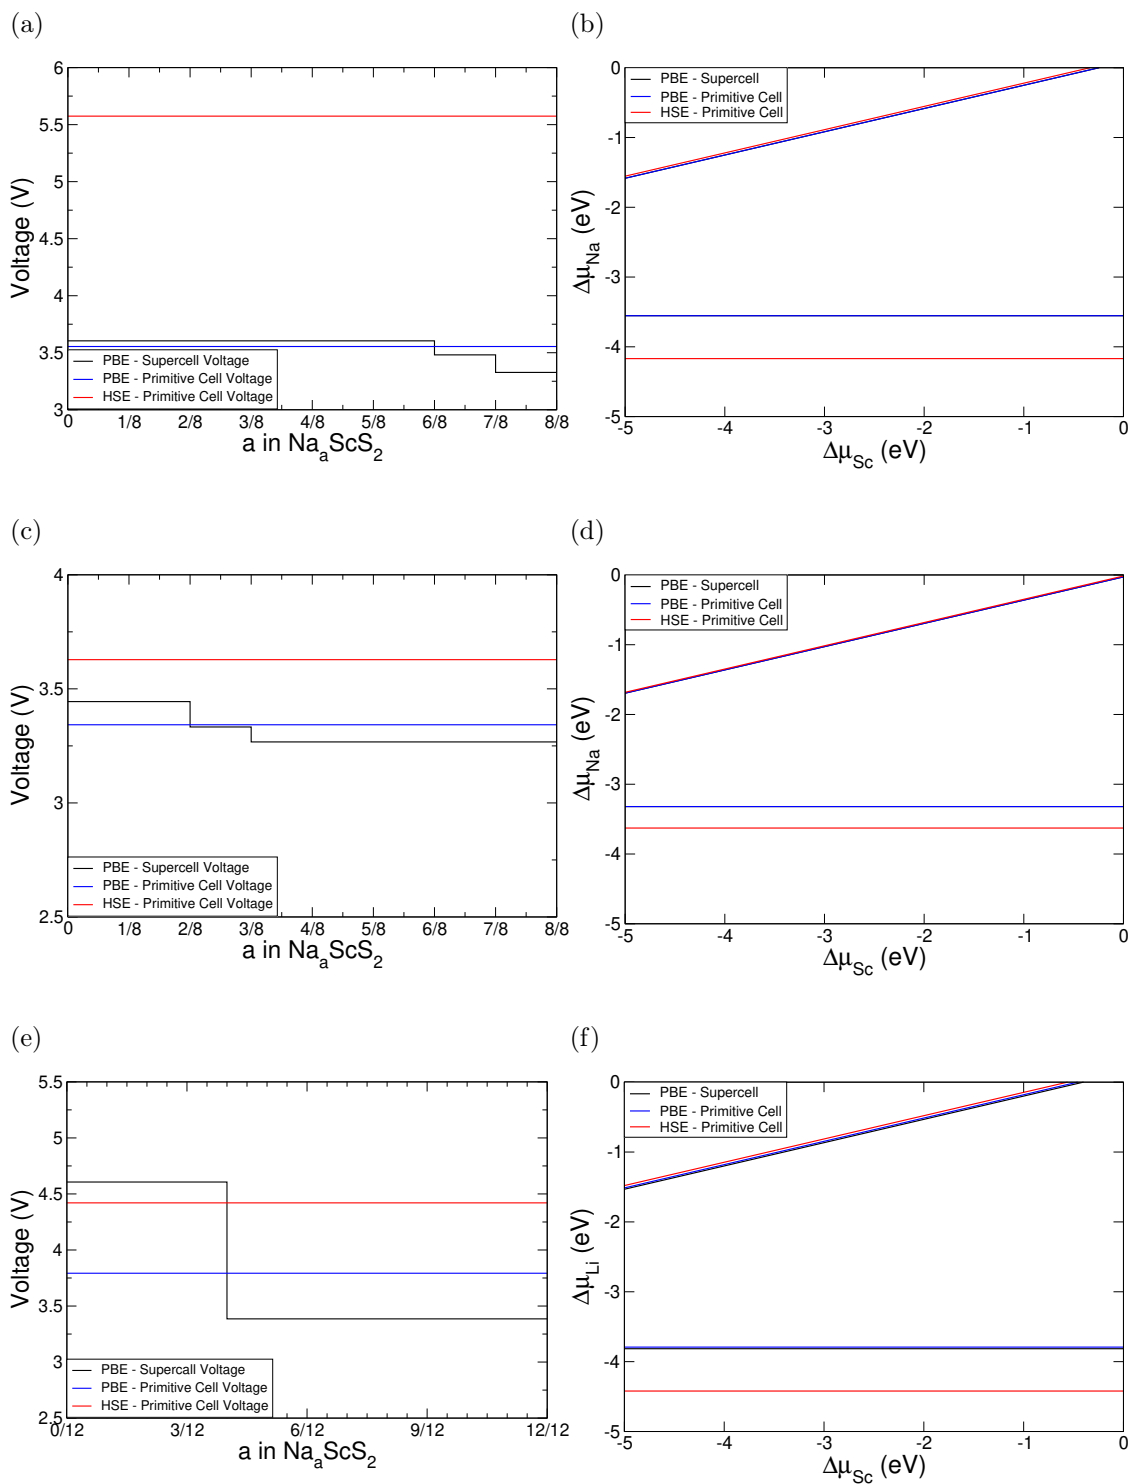 (a)
6
5.5
5
4.5
4
3.5
3
Voltage (V)
PBE - Supercell Voltage
PBE - Primitive Cell Voltage
HSE - Primitive Cell Voltage
0 1/8 2/8 3/8 4/8 5/8 6/8 7/8 8/8
a in Na_aScS_2
(b)
0
-1
-2
-3
-4
-5
Δμ_Na (eV)
PBE - Supercell
PBE - Primitive Cell
HSE - Primitive Cell
-5 -4 -3 -2 -1 0
Δμ_Sc (eV)
(c)
4
3.5
3
2.5
Voltage (V)
PBE - Supercell Voltage
PBE - Primitive Cell Voltage
HSE - Primitive Cell Voltage
0 1/8 2/8 3/8 4/8 5/8 6/8 7/8 8/8
a in Na_aScS_2
(d)
0
-1
-2
-3
-4
-5
Δμ_Na (eV)
PBE - Supercell
PBE - Primitive Cell
HSE - Primitive Cell
-5 -4 -3 -2 -1 0
Δμ_Sc (eV)
(e)
5.5
5
4.5
4
3.5
3
2.5
Voltage (V)
PBE - Supercall Voltage
PBE - Primitive Cell Voltage
HSE - Primitive Cell Voltage
0/12 3/12 6/12 9/12 12/12
a in Na_aScS_2
(f)
0
-1
-2
-3
-4
-5
Δμ_Li (eV)
PBE - Supercell
PBE - Primitive Cell
HSE - Primitive Cell
-5 -4 -3 -2 -1 0
Δμ_Sc (eV)